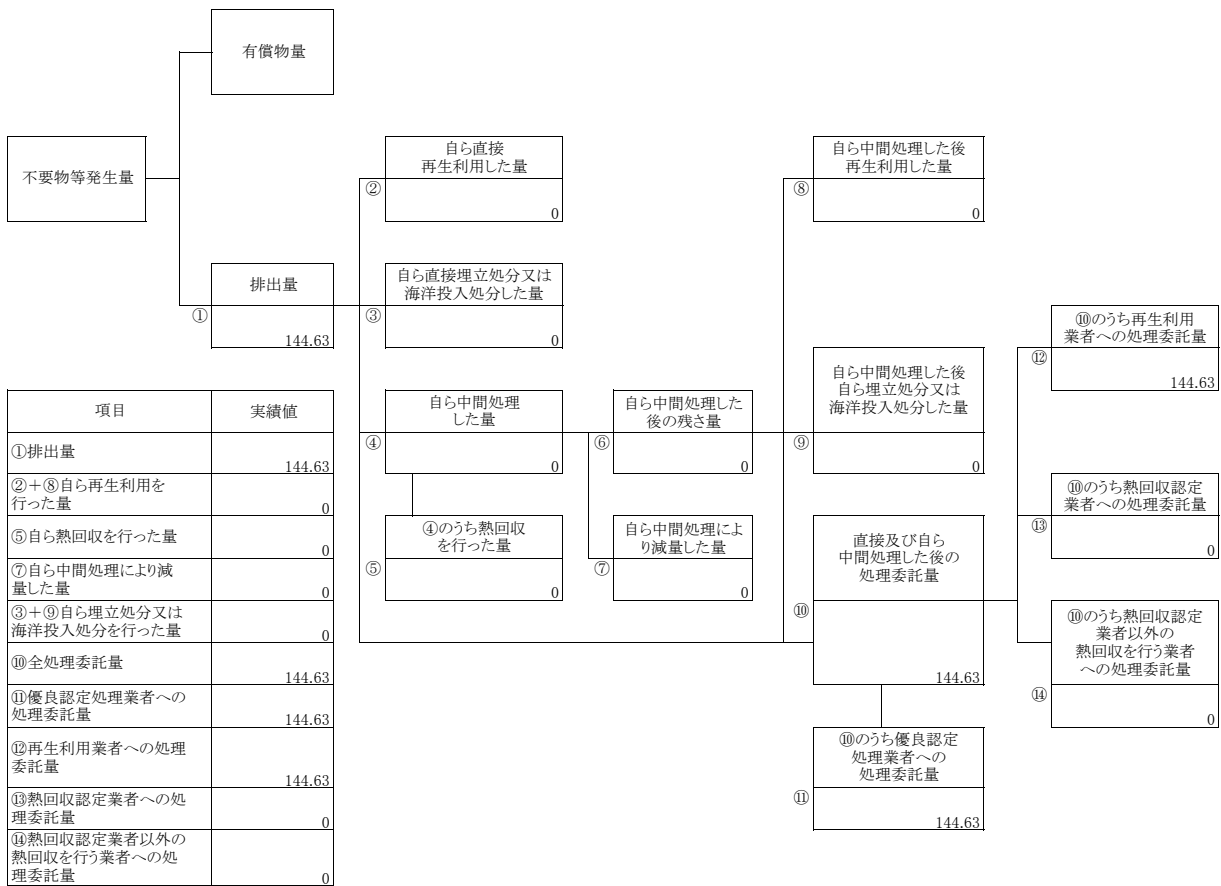 有償物量
不要物等発生量
排出量
①
144.63
自ら直接
再生利用した量
②
0
自ら直接埋立処分又は
海洋投入処分した量
③
0
自ら中間処理
した量
④
0
④のうち熱回収
を行った量
⑤
0
自ら中間処理した
後の残さ量
⑥
0
自ら中間処理によ
り減量した量
⑦
0
自ら中間処理した後
再生利用した量
⑧
0
自ら中間処理した後
自ら埋立処分又は
海洋投入処分した量
⑨
0
直接及び自ら
中間処理した後の
処理委託量
⑩
144.63
⑩のうち優良認定
処理業者への
処理委託量
⑪
144.63
⑩のうち再生利用
業者への処理委託量
⑫
144.63
⑩のうち熱回収認定
業者への処理委託量
⑬
0
⑩のうち熱回収認定
業者以外の
熱回収を行う業者
への処理委託量
⑭
0
項目 実績値
①排出量
144.63
②+⑧自ら再生利用を
行った量
0
⑤自ら熱回収を行った量
0
⑦自ら中間処理により減
量した量
0
③+⑨自ら埋立処分又は
海洋投入処分を行った量
0
⑩全処理委託量
144.63
⑪優良認定処理業者への
処理委託量
144.63
⑫再生利用業者への処理
委託量
144.63
⑬熱回収認定業者への処
理委託量
0
⑭熱回収認定業者以外の
熱回収を行う業者への処
理委託量
0